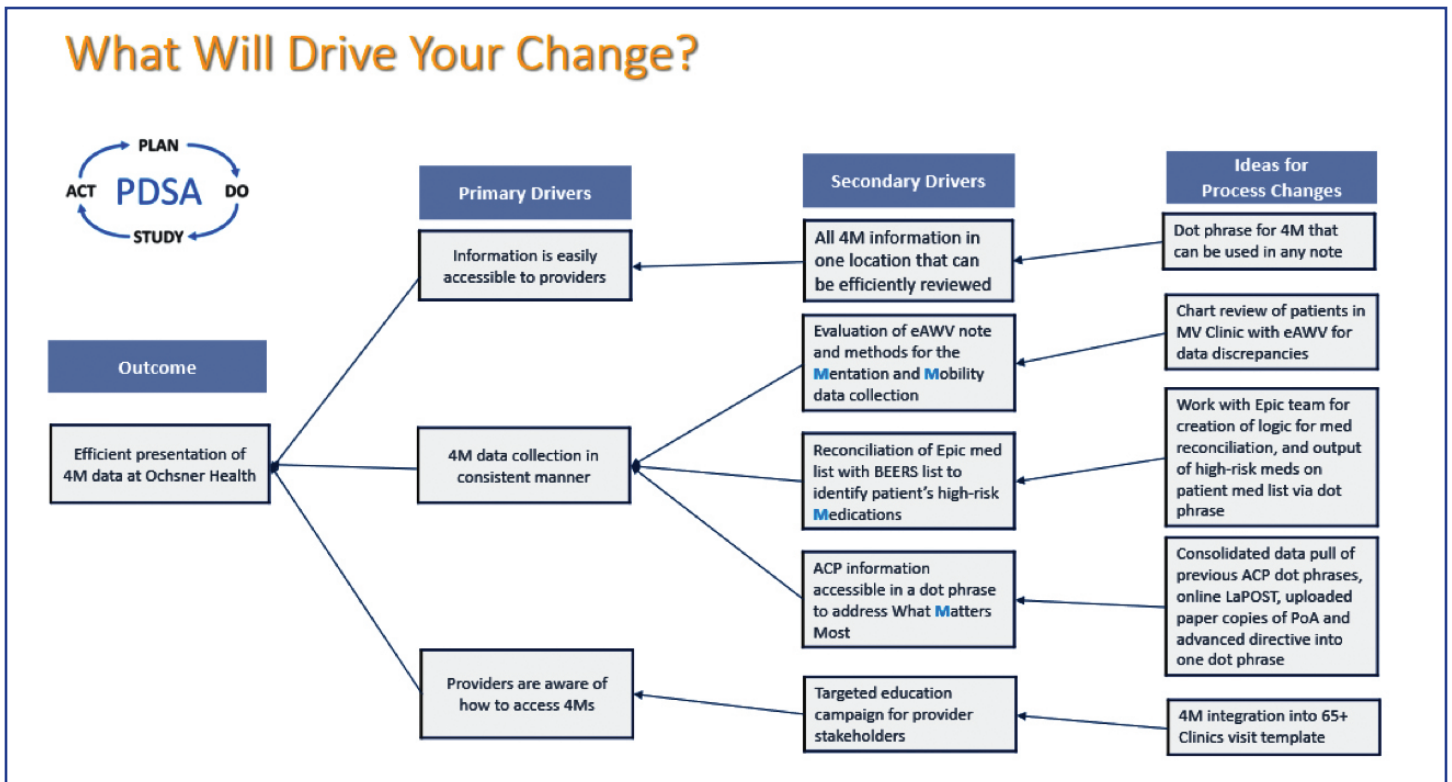 What Will Drive Your Change?
PLAN
ACT
PDSA
DO
STUDY
Outcome
Efficient presentation of
4M data at Ochsner Health
Primary Drivers
Information is easily
accessible to providers
4M data collection in
consistent manner
Providers are aware of
how to access 4Ms
Secondary Drivers
All 4M information in
one location that can
be efficiently reviewed
Evaluation of eAWV note
and methods for the
Mentation and Mobility
data collection
Reconciliation of Epic med
list with BEERS list to
identify patient's high-risk
Medications
ACP information
accessible in a dot phrase
to address What Matters
Most
Targeted education
campaign for provider
stakeholders
Ideas for
Process Changes
Dot phrase for 4M that
can be used in any note
Chart review of patients in
MV Clinic with eAWV for
data discrepancies
Work with Epic team for
creation of logic for med
reconciliation, and output
of high-risk meds on
patient med list via dot
phrase
Consolidated data pull of
previous ACP dot phrases,
online LaPOST, uploaded
paper copies of PoA and
advanced directive into
one dot phrase
4M integration into 65+
Clinics visit template